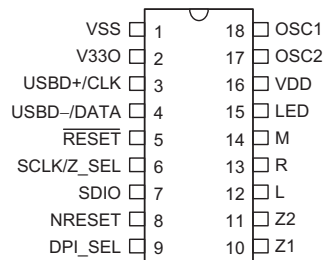 VSS 1 18 OSC1
V33O 2 17 OSC2
USBD+/CLK 3 16 VDD
USBD−/DATA 4 15 LED
RESET 5 14 M
SCLK/Z_SEL 6 13 R
SDIO 7 12 L
NRESET 8 11 Z2
DPI_SEL 9 10 Z1